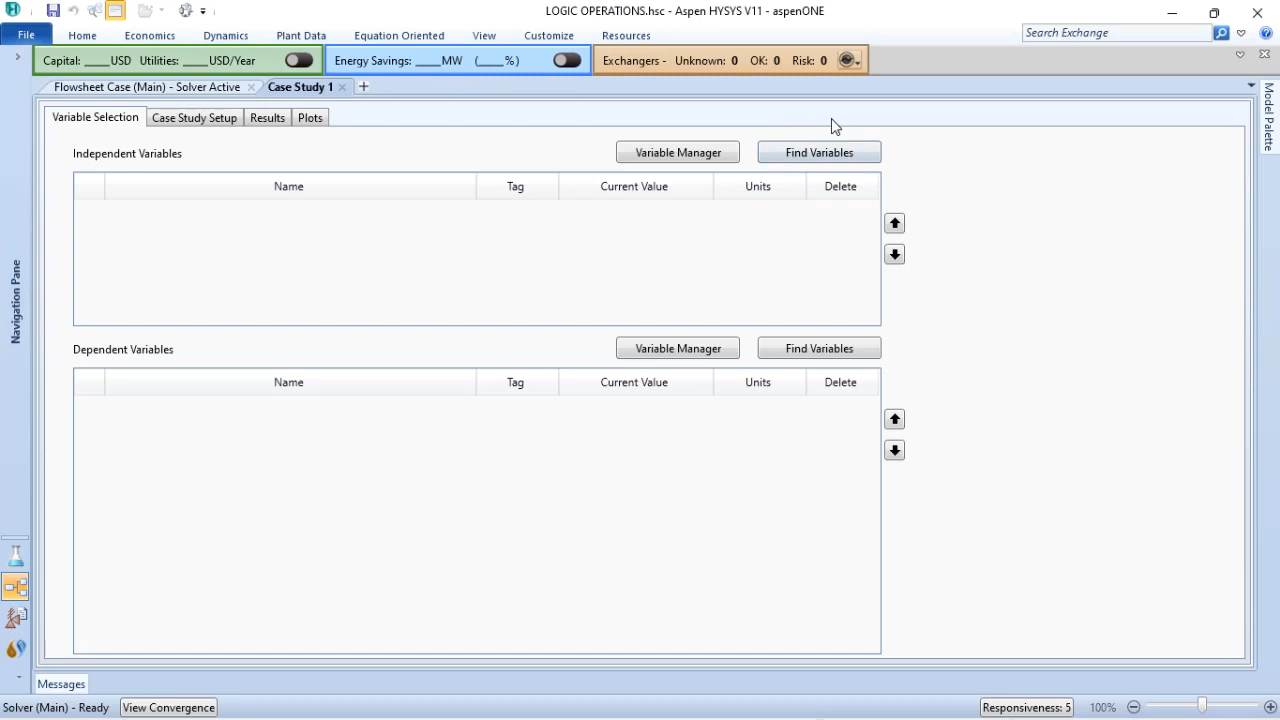 LOGIC OPERATIONS.hsc - Aspen HYSYS V11 - aspenONE
File Home Economics Dynamics Plant Data Equation Oriented View Customize Resources Search Exchange
Capital: ____USD Utilities: ____USD/Year Energy Savings: ____MW (____%) Exchangers - Unknown: 0 OK: 0 Risk: 0
Flowsheet Case (Main) - Solver Active Case Study 1
Variable Selection Case Study Setup Results Plots
Independent Variables Variable Manager Find Variables
Name Tag Current Value Units Delete
Dependent Variables Variable Manager Find Variables
Name Tag Current Value Units Delete
Navigation Pane
Model Palette
Messages
Solver (Main) - Ready View Convergence Responsiveness: 5 100%